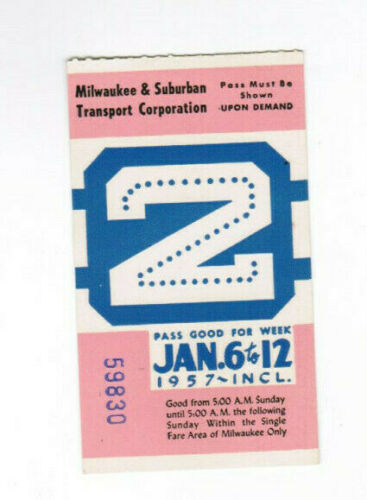 Milwaukee & Suburban
Transport Corporation
Pass Must Be
Shown
-UPON DEMAND
2
PASS GOOD FOR WEEK
JAN.6 to 12
1957~INCL.
59830
Good from 5:00 A.M. Sunday
until 5:00 A.M. the following
Sunday Within the Single
Fare Area of Milwaukee Only